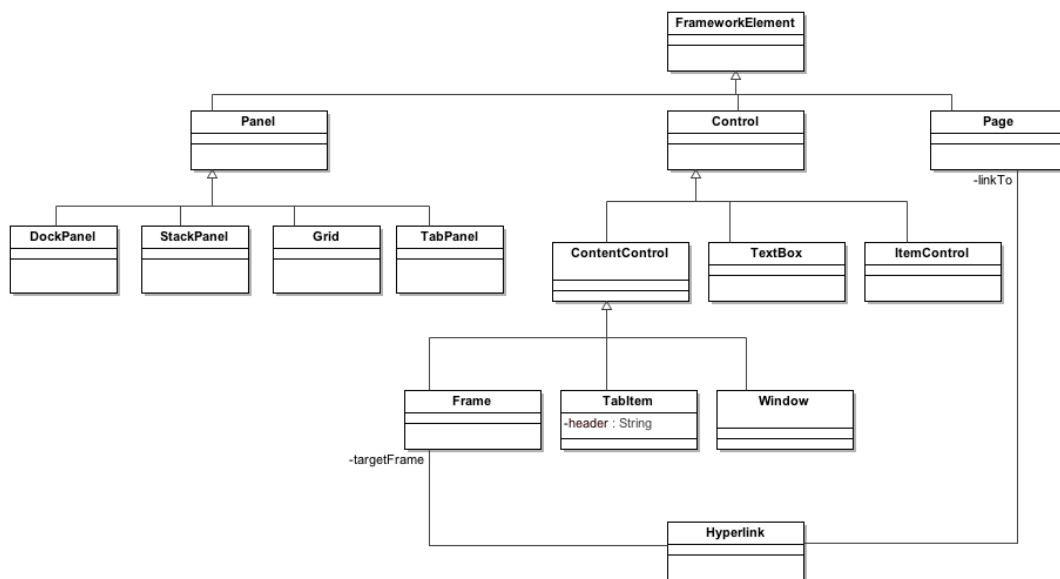 FrameworkElement
Panel
Control
Page
-linkTo
DockPanel
StackPanel
Grid
TabPanel
ContentControl
TextBox
ItemControl
Frame
TabItem
Window
-header : String
-targetFrame
Hyperlink